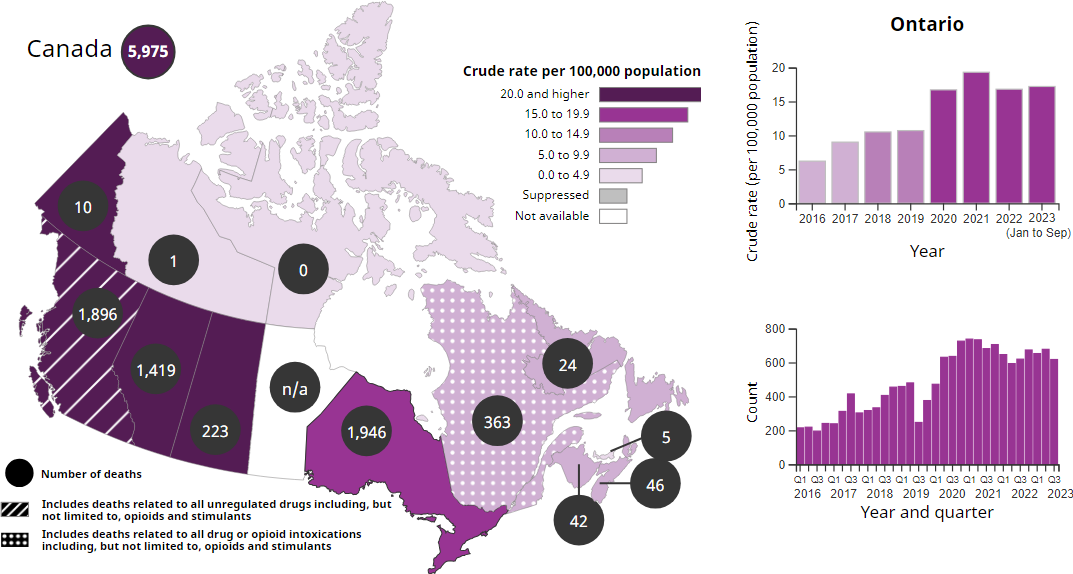 Canada 5,975
Crude rate per 100,000 population
20.0 and higher
15.0 to 19.9
10.0 to 14.9
5.0 to 9.9
0.0 to 4.9
Suppressed
Not available
10
1
0
1,896
1,419
223
n/a
1,946
363
24
5
46
42
Number of deaths
Includes deaths related to all unregulated drugs including, but
not limited to, opioids and stimulants
Includes deaths related to all drug or opioid intoxications
including, but not limited to, opioids and stimulants
Ontario
Crude rate (per 100,000 population)
20
15
10
5
0
2016 2017 2018 2019 2020 2021 2022 2023
(Jan to Sep)
Year
Count
800
600
400
200
0
Q1 Q3 Q1 Q3 Q1 Q3 Q1 Q3 Q1 Q3 Q1 Q3 Q1 Q3 Q1 Q3
2016 2017 2018 2019 2020 2021 2022 2023
Year and quarter